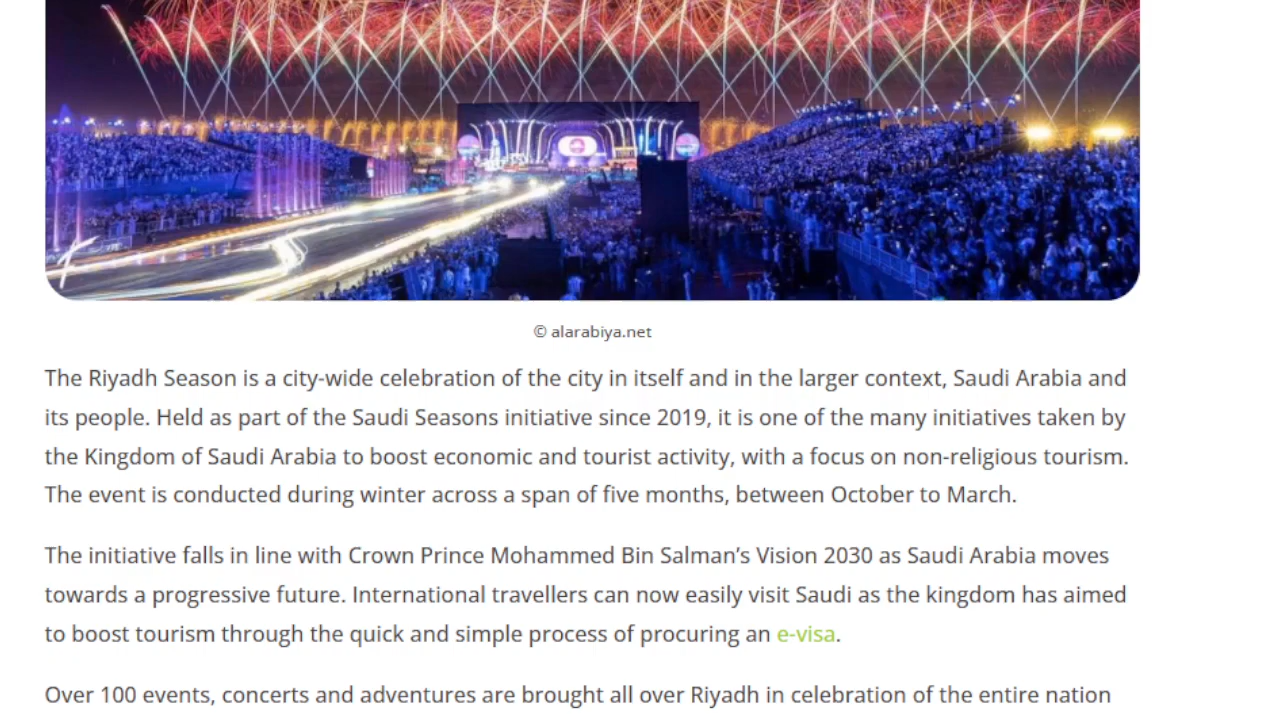 © alarabiya.net
The Riyadh Season is a city-wide celebration of the city in itself and in the larger context, Saudi Arabia and
its people. Held as part of the Saudi Seasons initiative since 2019, it is one of the many initiatives taken by
the Kingdom of Saudi Arabia to boost economic and tourist activity, with a focus on non-religious tourism.
The event is conducted during winter across a span of five months, between October to March.
The initiative falls in line with Crown Prince Mohammed Bin Salman’s Vision 2030 as Saudi Arabia moves
towards a progressive future. International travellers can now easily visit Saudi as the kingdom has aimed
to boost tourism through the quick and simple process of procuring an e-visa.
Over 100 events, concerts and adventures are brought all over Riyadh in celebration of the entire nation